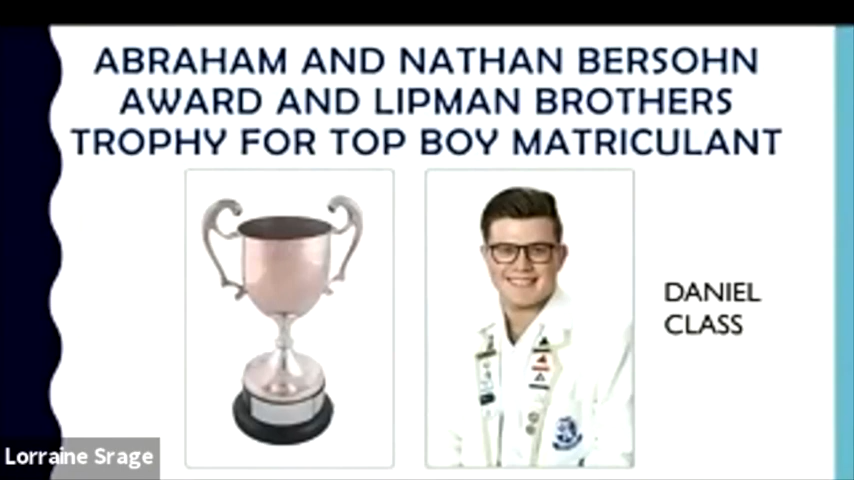 ABRAHAM AND NATHAN BERSOHN
AWARD AND LIPMAN BROTHERS
TROPHY FOR TOP BOY MATRICULANT
DANIEL
CLASS
Lorraine Srage